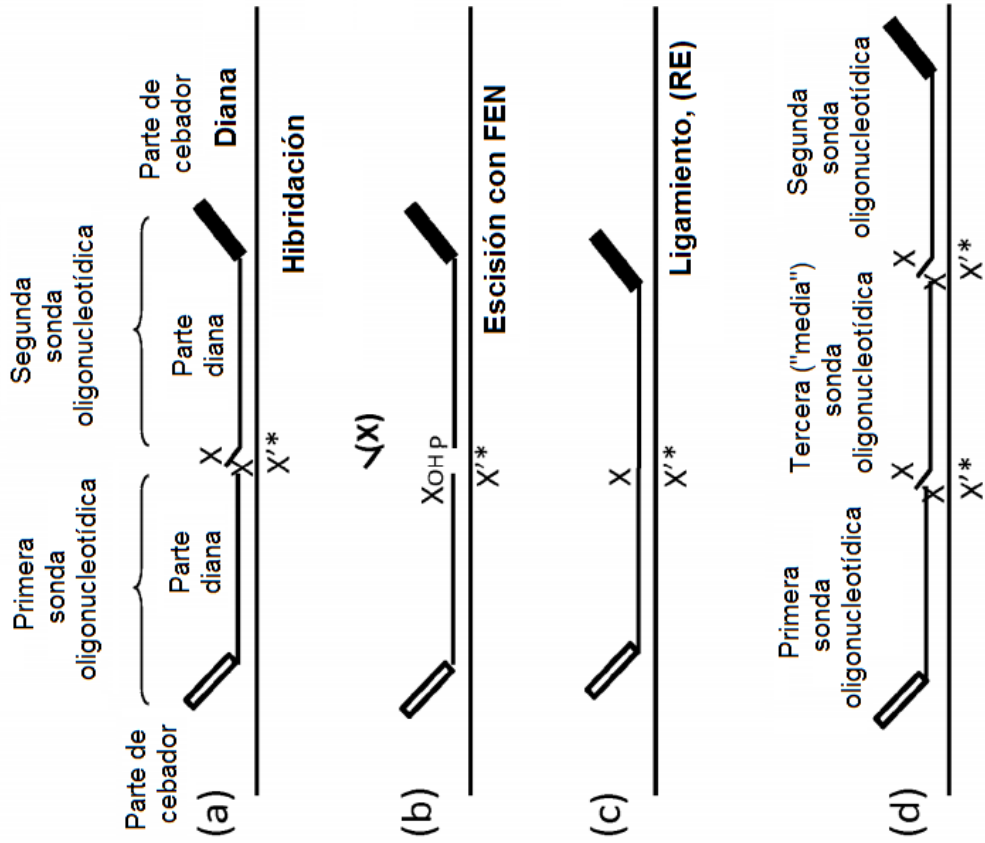 Primera
sonda
oligonucleotídica
Segunda
sonda
oligonucleotídica
Parte de
cebador
Parte
diana
Parte
diana
Parte de
cebador
Diana
(a)
X
X
X'*
Hibridación
(b)
(X)
XOH P
X'*
Escisión con FEN
(c)
X
X'*
Ligamiento, (RE)
(d)
Primera
sonda
oligonucleotídica
Tercera ("media")
sonda
oligonucleotídica
Segunda
sonda
oligonucleotídica
X
X
X'*
X
X
X'*